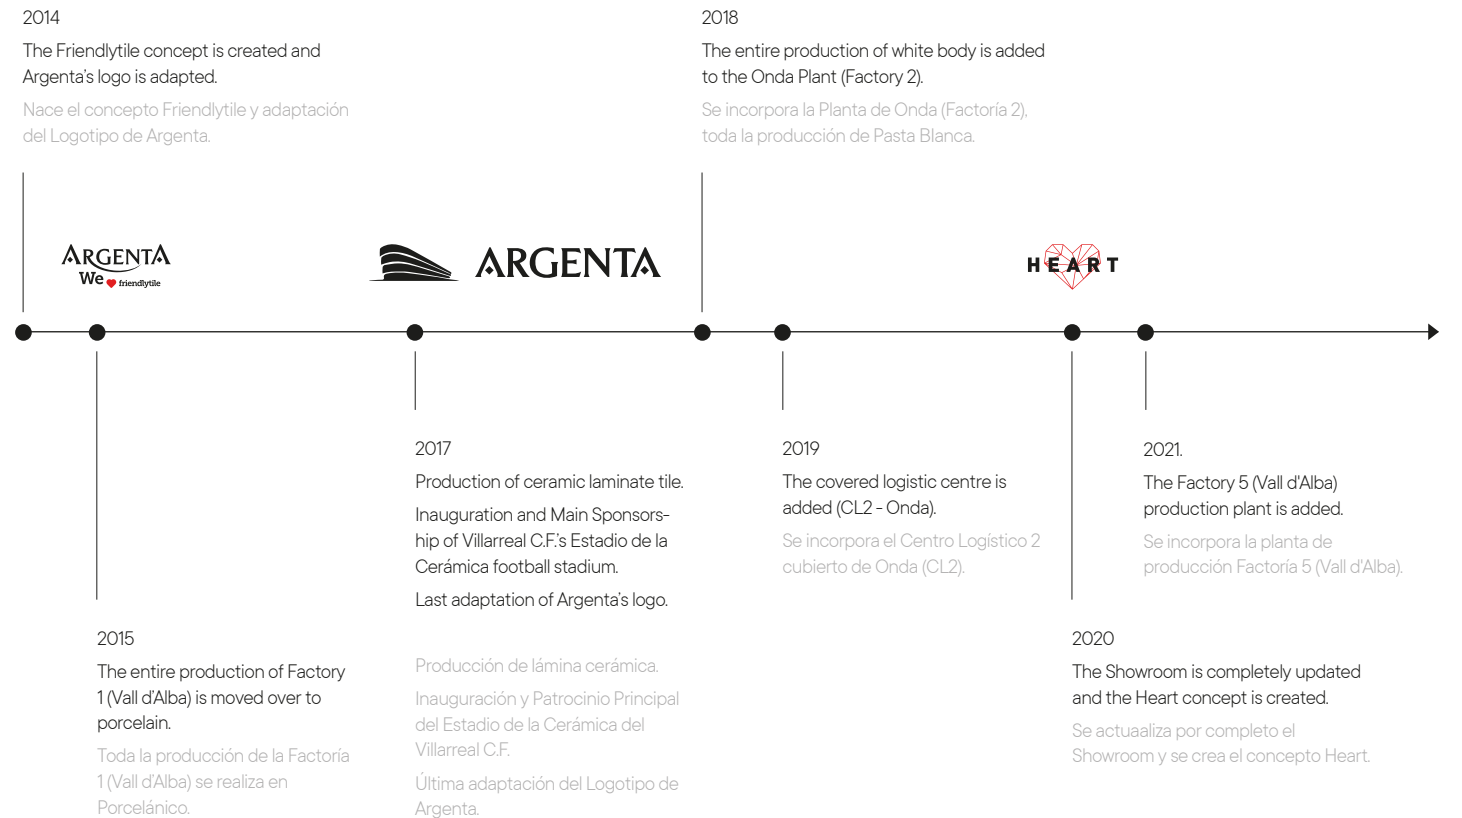 2014
The Friendlytile concept is created and
Argenta's logo is adapted.
Nace el concepto Friendlytile y adaptación
del Logotipo de Argenta.
2018
The entire production of white body is added
to the Onda Plant (Factory 2).
Se incorpora la Planta de Onda (Factoría 2),
toda la producción de Pasta Blanca.
ARGENTA
We friendlytile
ARGENTA
HEART
2017
Production of ceramic laminate tile.
Inauguration and Main Sponsors-
hip of Villarreal C.F.'s Estadio de la
Cerámica football stadium.
Last adaptation of Argenta's logo.
Producción de lámina cerámica.
Inauguración y Patrocinio Principal
del Estadio de la Cerámica del
Villarreal C.F.
Última adaptación del Logotipo de
Argenta.
2019
The covered logistic centre is
added (CL2 - Onda).
Se incorpora el Centro Logístico 2
cubierto de Onda (CL2).
2021.
The Factory 5 (Vall d'Alba)
production plant is added.
Se incorpora la planta de
producción Factoría 5 (Vall d'Alba).
2015
The entire production of Factory
1 (Vall d'Alba) is moved over to
porcelain.
Toda la producción de la Factoría
1 (Vall d'Alba) se realiza en
Porcelánico.
2020
The Showroom is completely updated
and the Heart concept is created.
Se actuaaliza por completo el
Showroom y se crea el concepto Heart.